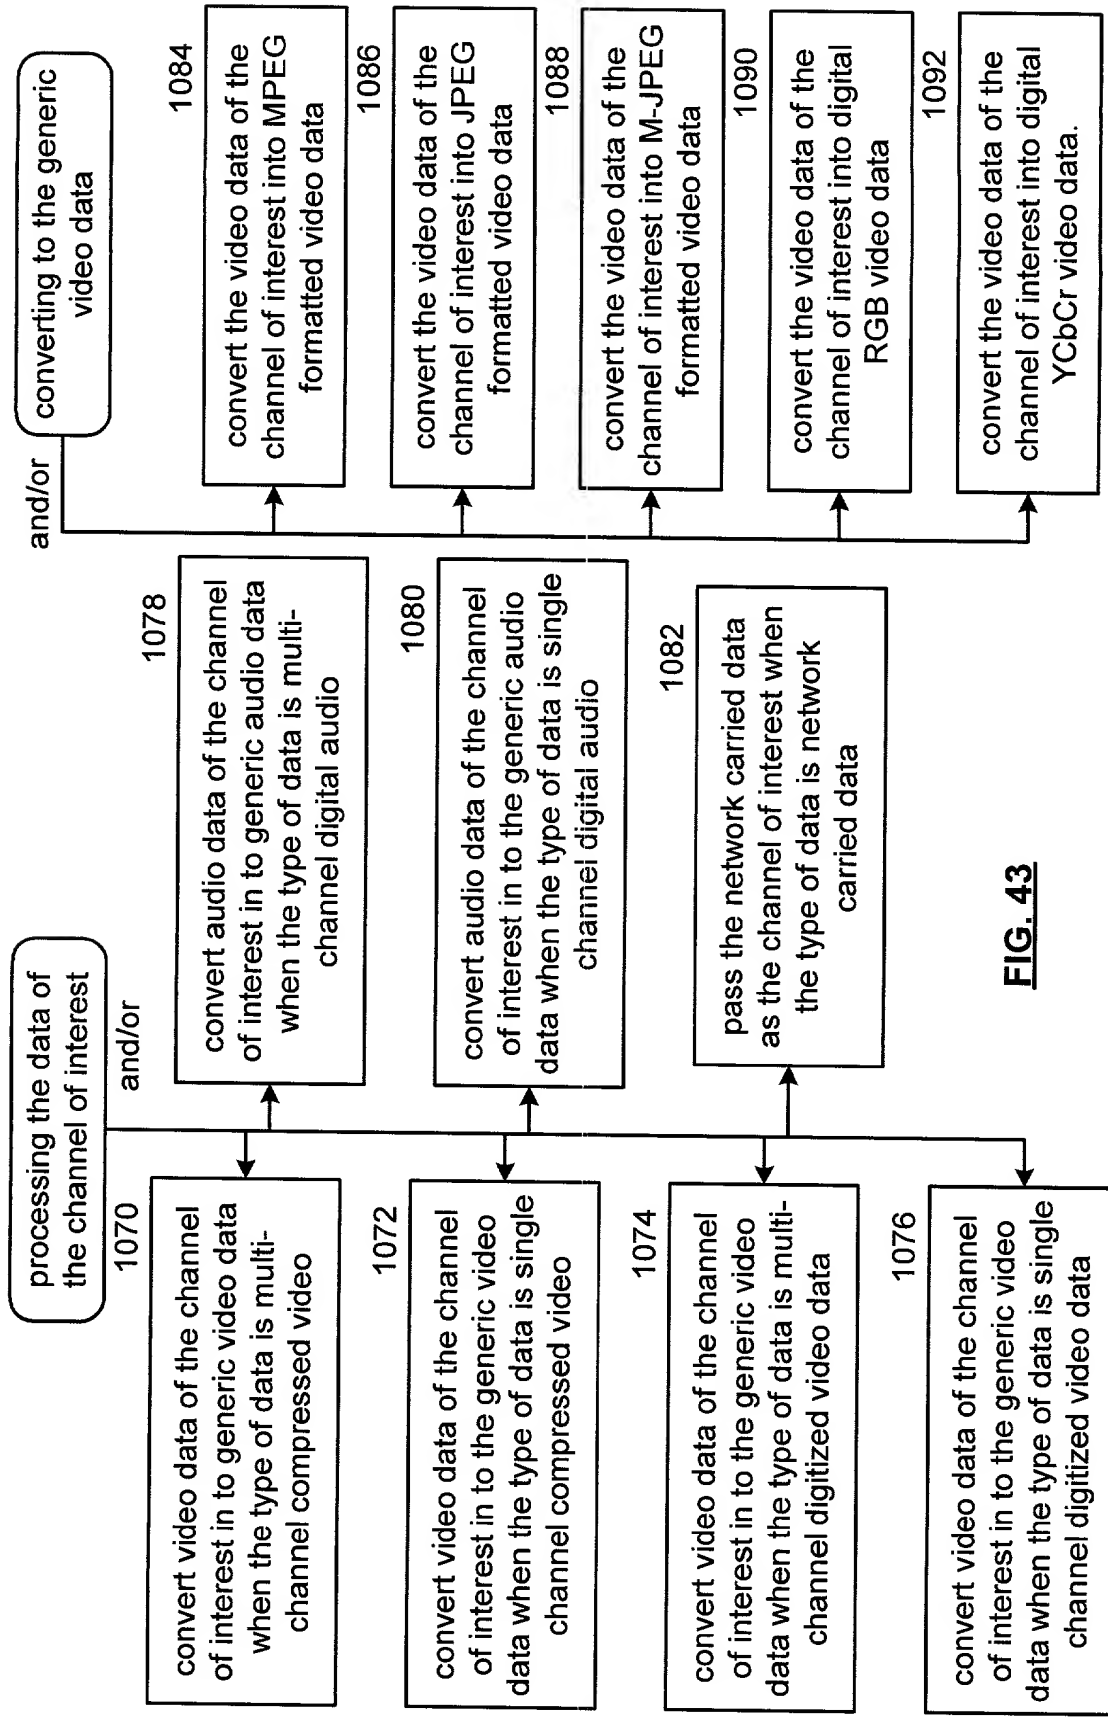 processing the data of
the channel of interest
and/or
1070
convert video data of the channel
of interest in to generic video data
when the type of data is multi-
channel compressed video
1072
convert video data of the channel
of interest in to the generic video
data when the type of data is single
channel compressed video
1074
convert video data of the channel
of interest in to the generic video
data when the type of data is multi-
channel digitized video data
1076
convert video data of the channel
of interest in to the generic video
data when the type of data is single
channel digitized video data
1078
convert audio data of the channel
of interest in to generic audio data
when the type of data is multi-
channel digital audio
1080
convert audio data of the channel
of interest in to the generic audio
data when the type of data is single
channel digital audio
1082
pass the network carried data
as the channel of interest when
the type of data is network
carried data
converting to the generic
video data
and/or
1084
convert the video data of the
channel of interest into MPEG
formatted video data
1086
convert the video data of the
channel of interest into JPEG
formatted video data
1088
convert the video data of the
channel of interest into M-JPEG
formatted video data
1090
convert the video data of the
channel of interest into digital
RGB video data
1092
convert the video data of the
channel of interest into digital
YCbCr video data.
FIG. 43